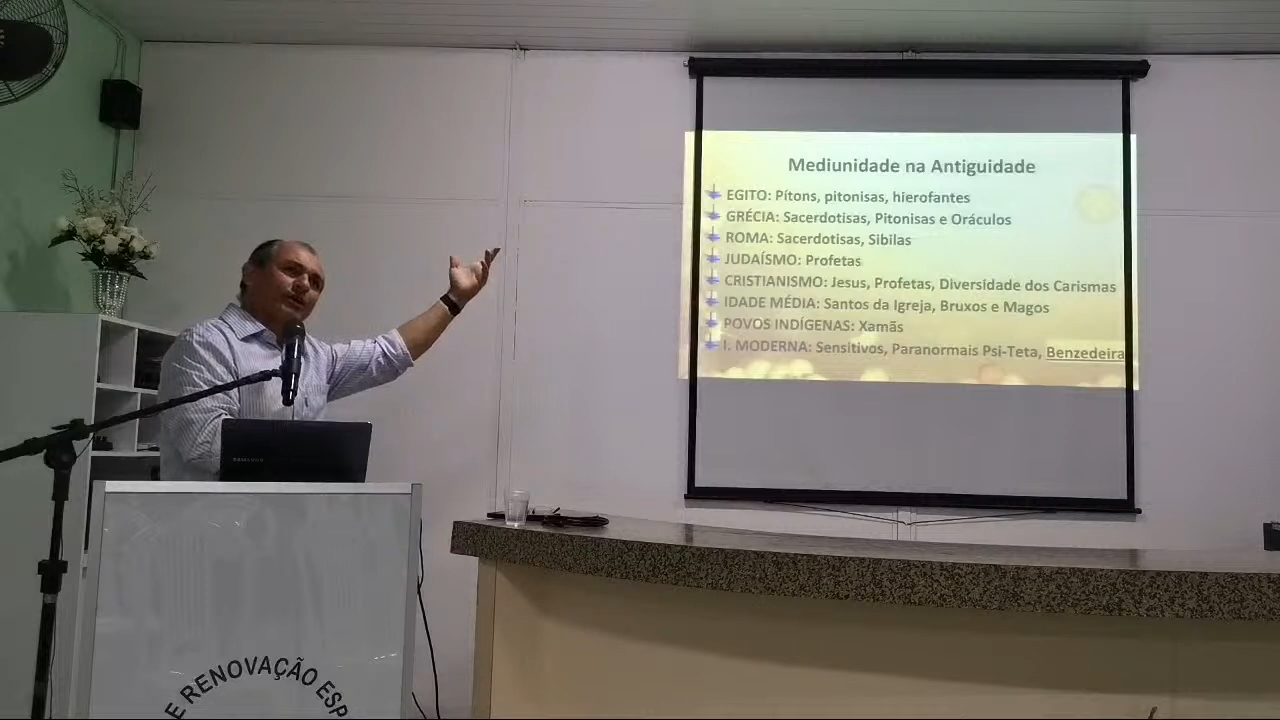 Mediunidade na Antiguidade
EGITO: Pítons, pitonisas, hierofantes
GRÉCIA: Sacerdotisas, Pitonisas e Oráculos
ROMA: Sacerdotisas, Sibilas
JUDAÍSMO: Profetas
CRISTIANISMO: Jesus, Profetas, Diversidade dos Carismas
IDADE MÉDIA: Santos da Igreja, Bruxos e Magos
POVOS INDÍGENAS: Xamãs
I. MODERNA: Sensitivos, Paranormais Psi-Teta, Benzedeira
SAMSUNG
E RENOVAÇÃO ESP